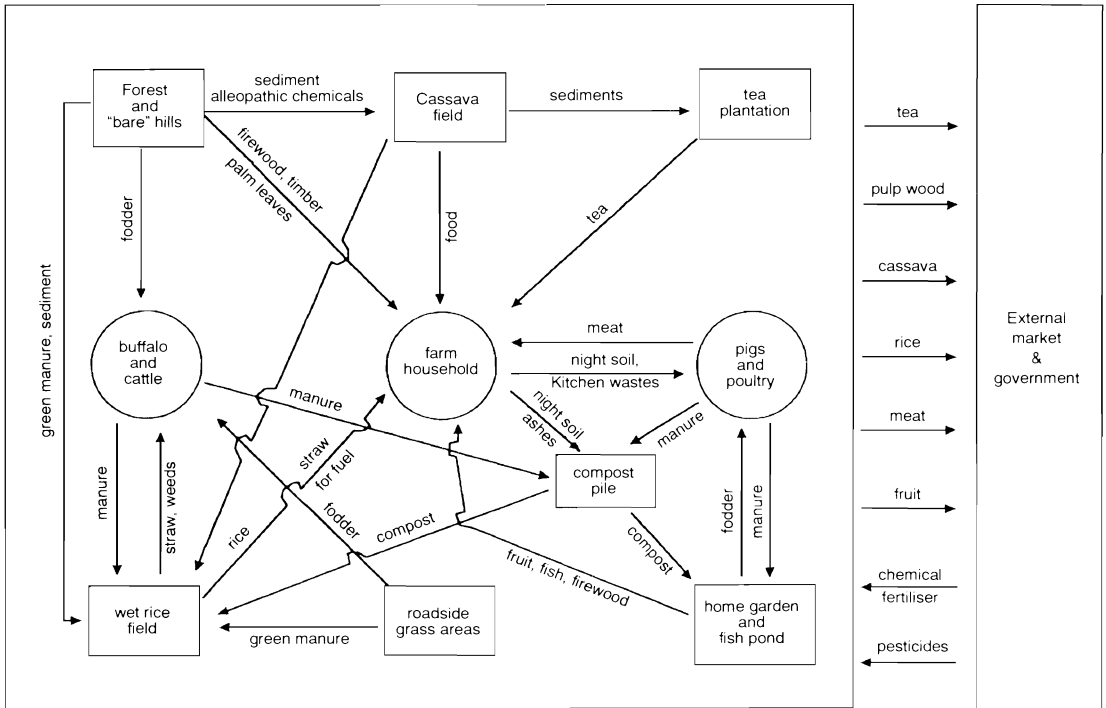 Forest
and
"bare" hills
sediment
alleopathic chemicals
Cassava
field
sediments
tea
plantation
tea
firewood, timber
palm leaves
pulp wood
fodder
food
tea
cassava
green manure, sediment
buffalo
and
cattle
farm
household
meat
night soil,
Kitchen wastes
pigs
and
poultry
rice
External
market
&
government
manure
night soil
ashes
manure
meat
manure
straw, weeds
rice
straw
for fuel
fodder
compost
compost
pile
compost
fodder
manure
fruit
fruit, fish, firewood
chemical
fertiliser
wet rice
field
green manure
roadside
grass areas
home garden
and
fish pond
pesticides